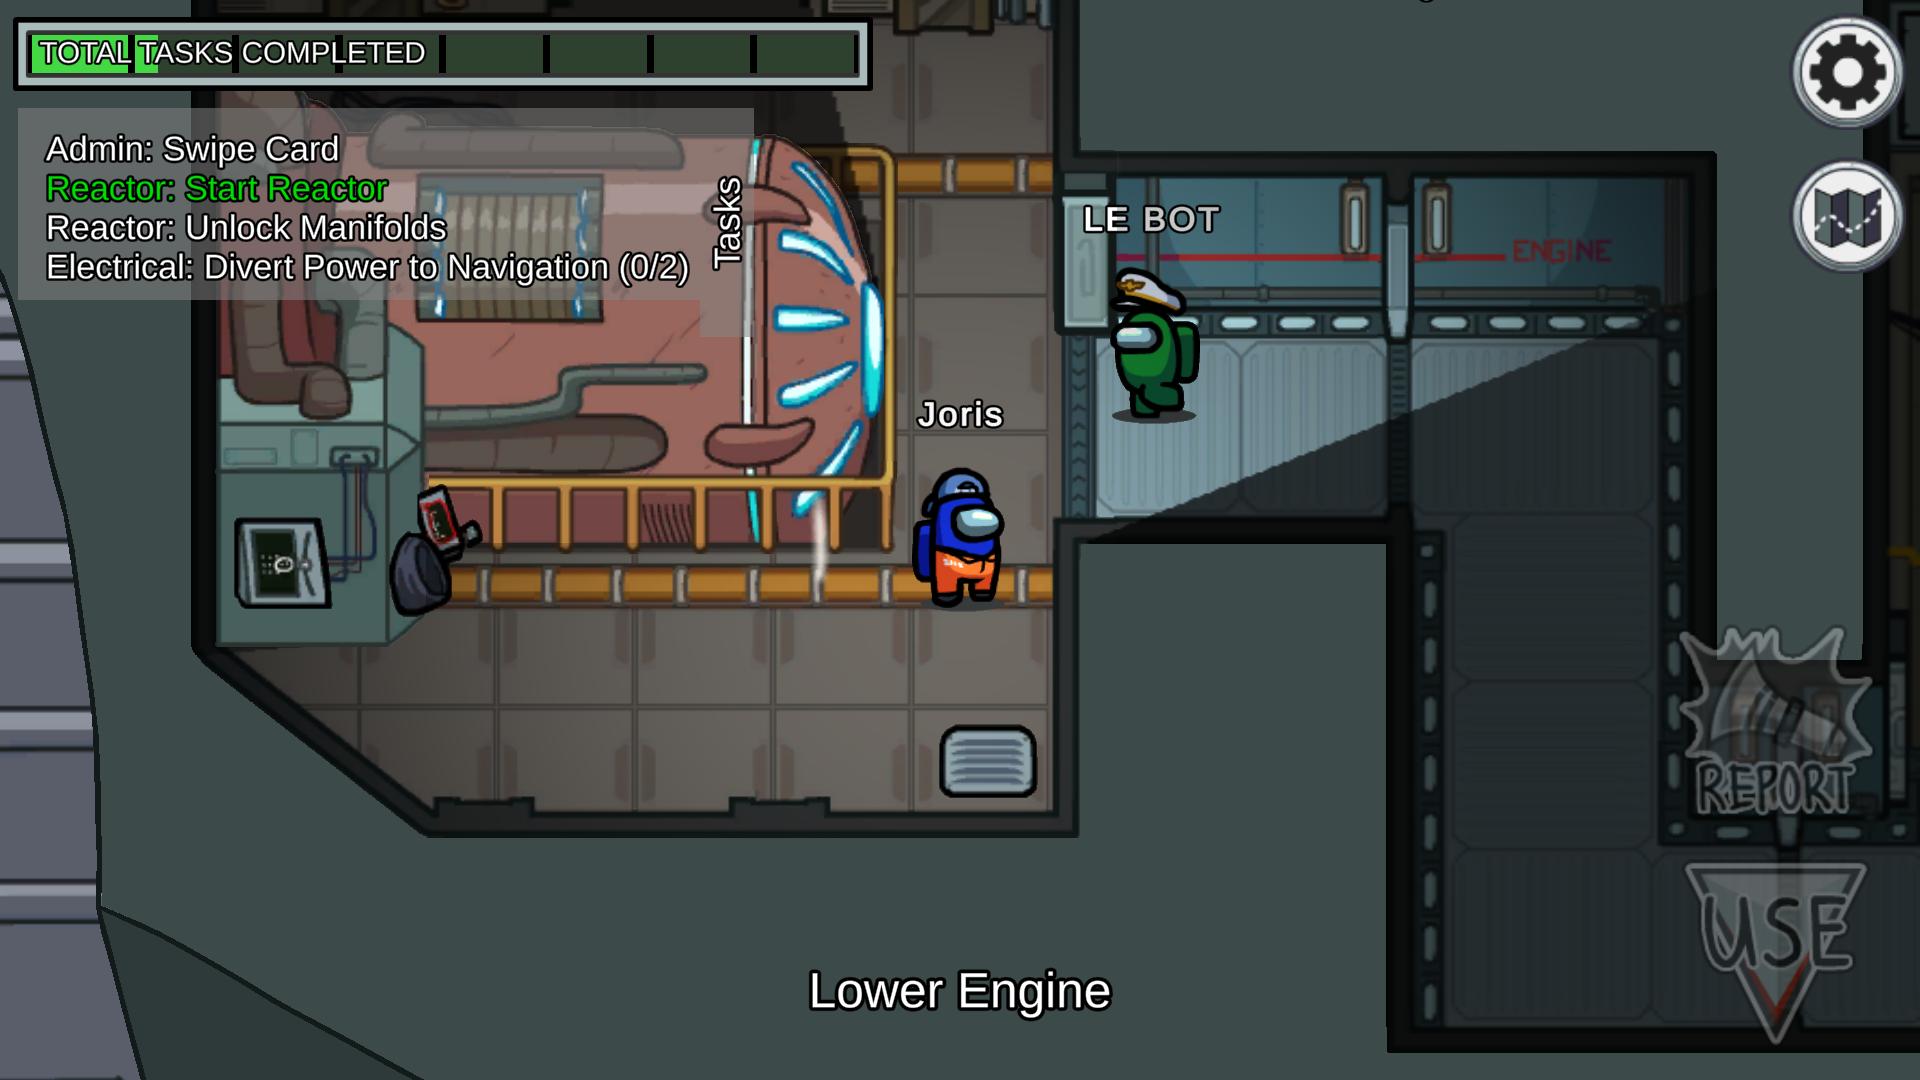 TOTAL TASKS COMPLETED
Admin: Swipe Card
Reactor: Start Reactor
Reactor: Unlock Manifolds
Electrical: Divert Power to Navigation (0/2)
Tasks
LE BOT
ENGINE
Joris
REPORT
USE
Lower Engine